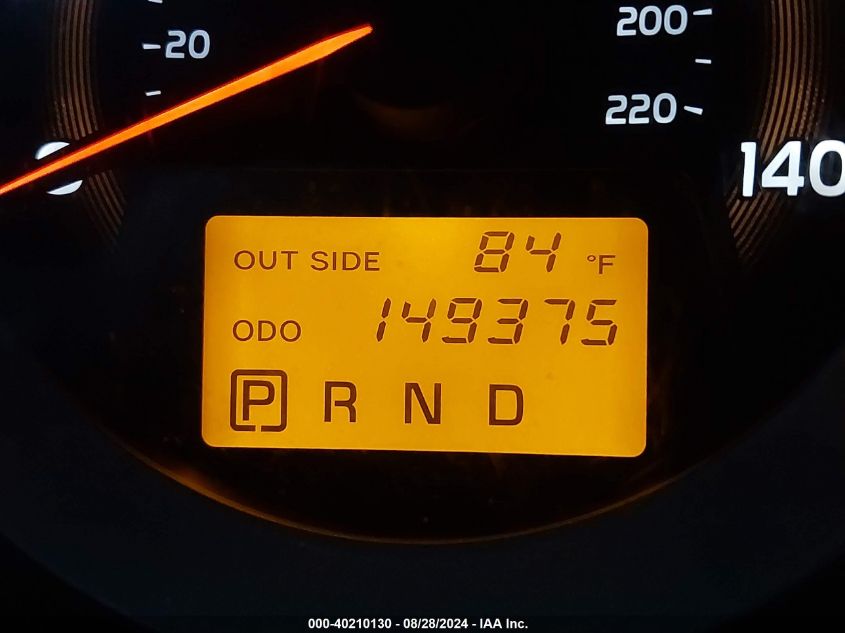 20
200
220
140
OUT SIDE 84 °F
ODO 149375
P R N D
000-40210130 - 08/28/2024 - IAA Inc.